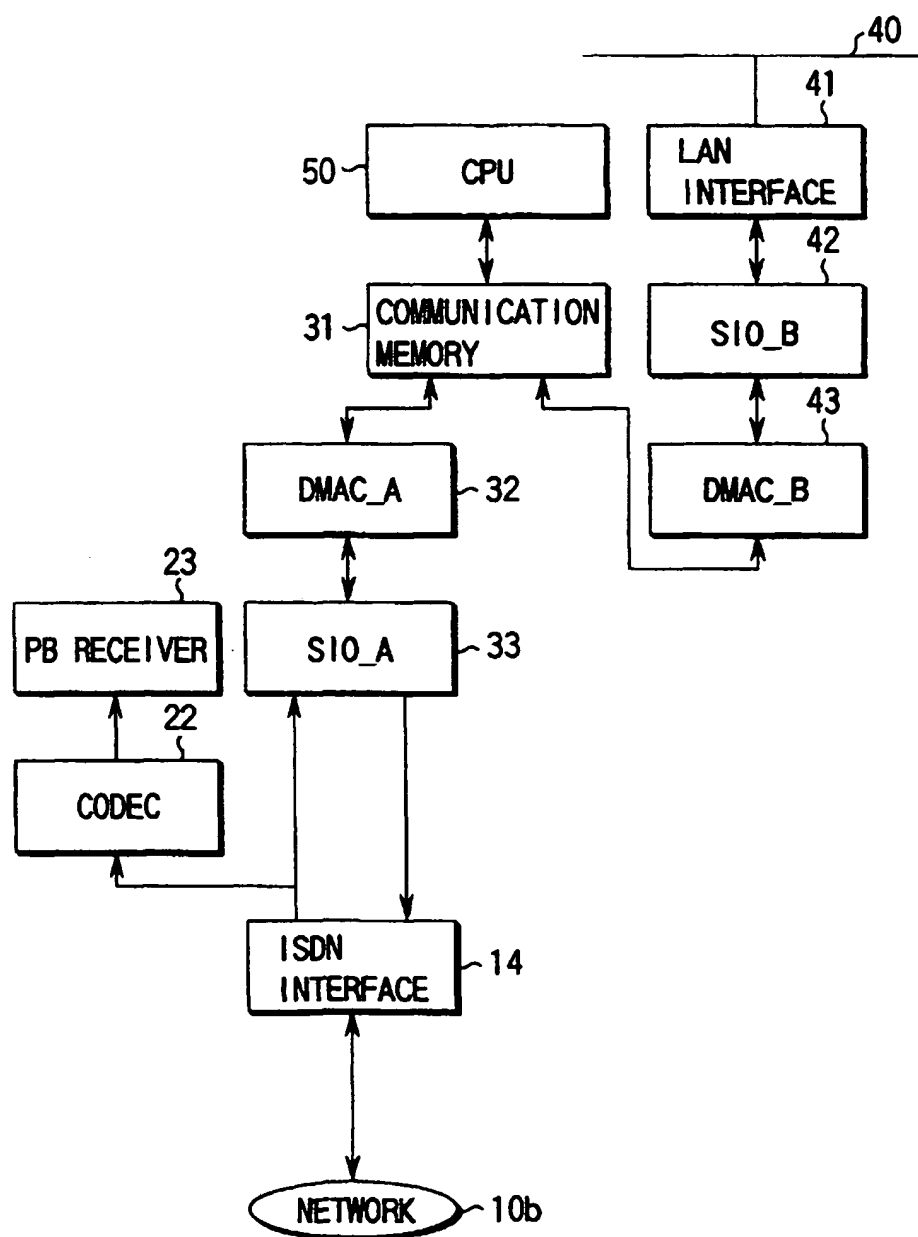 40
41
50
CPU
LAN
INTERFACE
42
31
COMMUNICATION
MEMORY
SIO_B
43
DMAC_A
32
DMAC_B
23
PB RECEIVER
SIO_A
33
22
CODEC
ISDN
INTERFACE
14
NETWORK
10b